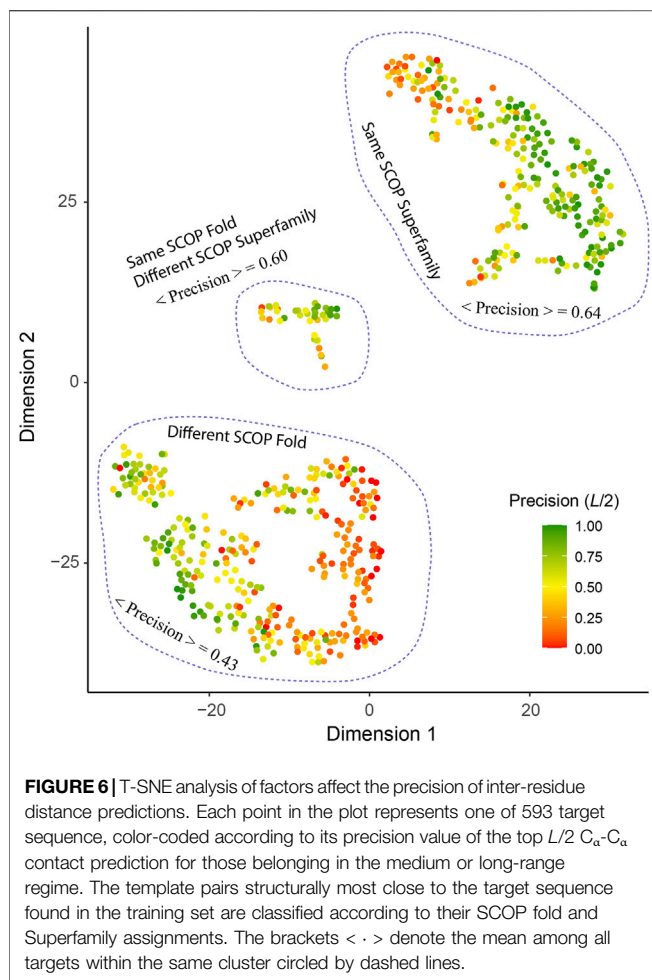 Same SCOP Superfamily
< Precision > = 0.64
Same SCOP Fold
Different SCOP Superfamily
< Precision > = 0.60
Different SCOP Fold
< Precision > = 0.43
Precision (L/2)
1.00
0.75
0.50
0.25
0.00
Dimension 2
25
0
−25
−20
0
20
Dimension 1
FIGURE 6 | T-SNE analysis of factors affect the precision of inter-residue
distance predictions. Each point in the plot represents one of 593 target
sequence, color-coded according to its precision value of the top L/2 Cα-Cα
contact prediction for those belonging in the medium or long-range
regime. The template pairs structurally most close to the target sequence
found in the training set are classified according to their SCOP fold and
Superfamily assignments. The brackets < · > denote the mean among all
targets within the same cluster circled by dashed lines.